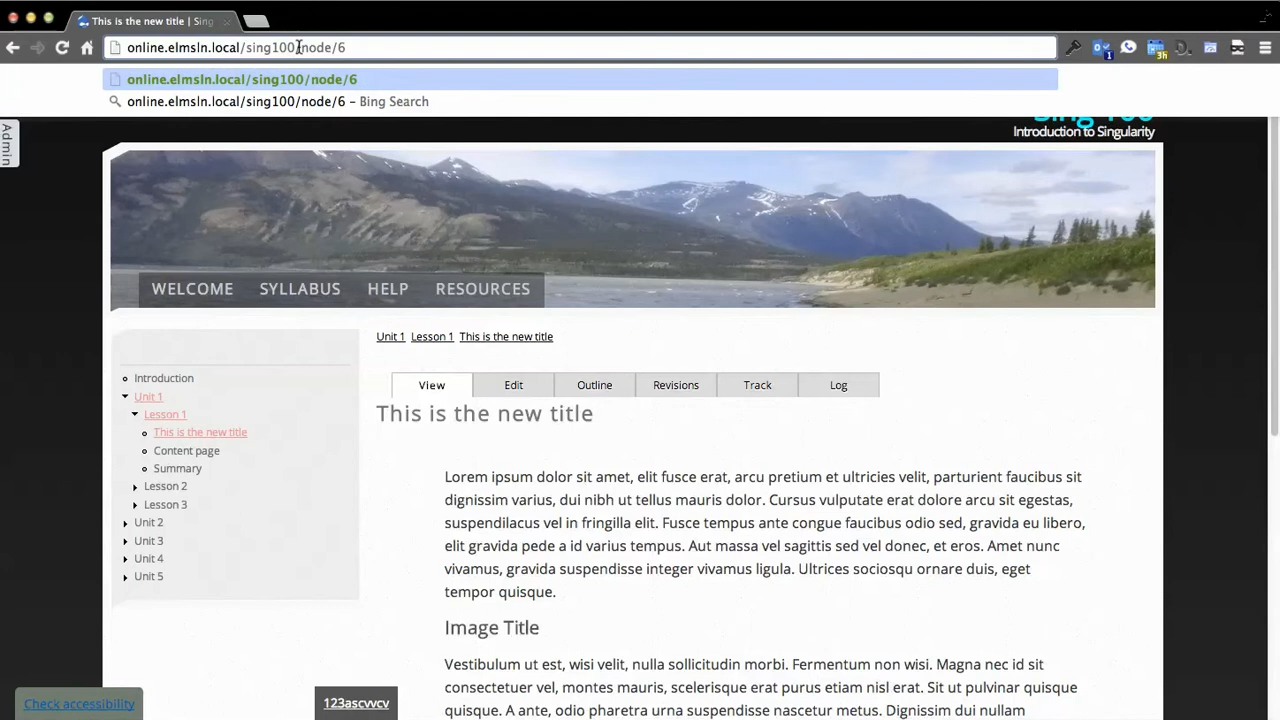 This is the new title | Sing
online.elmsln.local/sing100/node/6
1
3h
online.elmsln.local/sing100/node/6
online.elmsln.local/sing100/node/6 – Bing Search
Admin
Sing 100
Introduction to Singularity
WELCOME SYLLABUS HELP RESOURCES
Unit 1 Lesson 1 This is the new title
View Edit Outline Revisions Track Log
Introduction
Unit 1
Lesson 1
This is the new title
Content page
Summary
Lesson 2
Lesson 3
Unit 2
Unit 3
Unit 4
Unit 5
This is the new title
Lorem ipsum dolor sit amet, elit fusce erat, arcu pretium et ultricies velit, parturient faucibus sit
dignissim varius, dui nibh ut tellus mauris dolor. Cursus vulputate erat dolore arcu sit egestas,
suspendilacus vel in fringilla elit. Fusce tempus ante congue faucibus odio sed, gravida eu libero,
elit gravida pede a id varius tempus. Aut massa vel sagittis sed vel donec, et eros. Amet nunc
vivamus, gravida suspendisse integer vivamus ligula. Ultrices sociosqu ornare duis, eget
tempor quisque.
Image Title
Vestibulum ut est, wisi velit, nulla sollicitudin morbi. Fermentum non wisi. Magna nec id sit
consectetuer vel, montes mauris, scelerisque erat purus etiam nisl erat. Sit ut pulvinar quisque
quisque. A ante, odio pharetra urna suspendisse nascetur metus. Dignissim dui nullam
Check accessibility
123ascvvcv